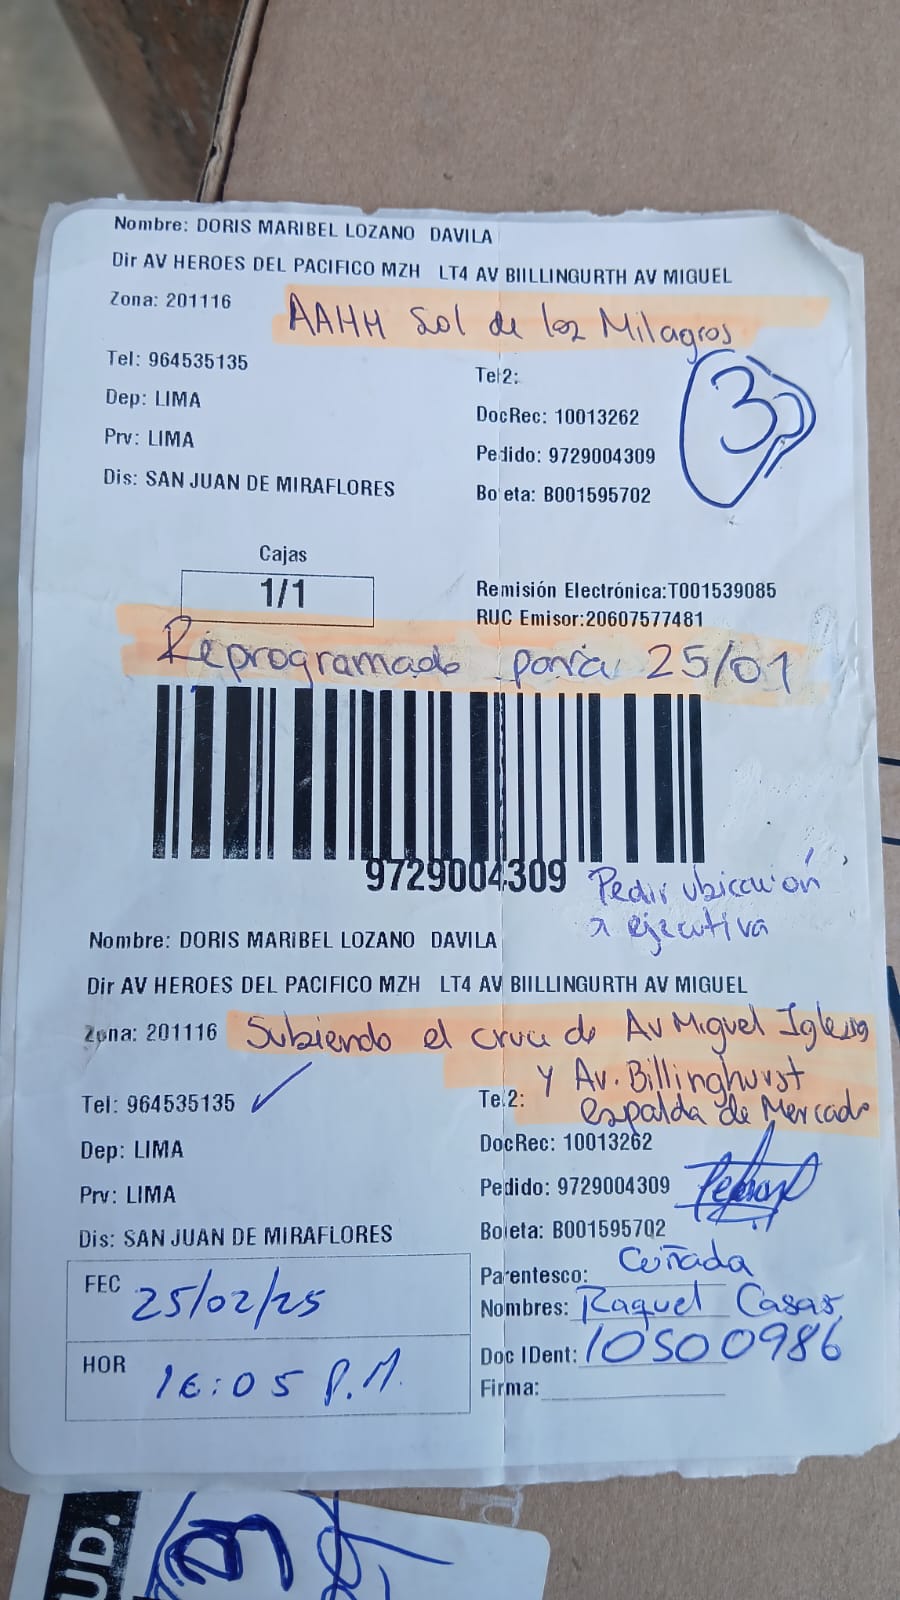 Nombre: DORIS MARIBEL LOZANO DAVILA
Dir AV HEROES DEL PACIFICO MZH LT4 AV BIILLINGURTH AV MIGUEL
Zona: 201116
AAHH Sol de los Milagros
Tel: 964535135
Tel2:
3
Dep: LIMA
DocRec: 10013262
Prv: LIMA
Pedido: 9729004309
Dis: SAN JUAN DE MIRAFLORES
Boleta: B001595702
Cajas
1/1
Remisión Electrónica:T001539085
RUC Emisor:20607577481
Reprogramado para 25/01
9729004309
Pedir ubicación
a ejecutiva
Nombre: DORIS MARIBEL LOZANO DAVILA
Dir AV HEROES DEL PACIFICO MZH LT4 AV BIILLINGURTH AV MIGUEL
Zona: 201116
Subiendo el cruce de Av Miguel Iglesias
y Av. Billinghurst
espalda de Mercado
Tel: 964535135
Tel2:
Dep: LIMA
DocRec: 10013262
Prv: LIMA
Pedido: 9729004309
Dis: SAN JUAN DE MIRAFLORES
Boleta: B001595702
FEC 25/02/25
Parentesco: Cuñada
Nombres: Raquel Casas
HOR 16:05 P.M.
Doc IDent: 10500986
Firma:
UD.